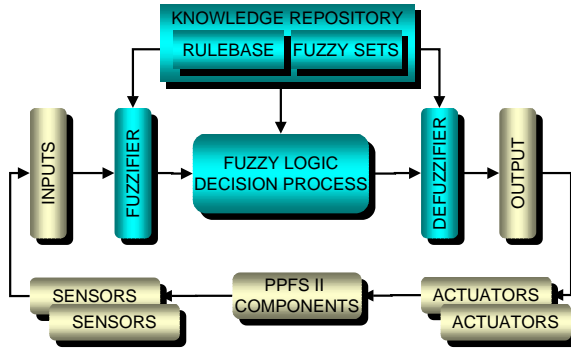 KNOWLEDGE REPOSITORY
RULEBASE
FUZZY SETS
INPUTS
FUZZIFIER
FUZZY LOGIC
DECISION PROCESS
DEFUZZIFIER
OUTPUT
SENSORS
SENSORS
PPFS II
COMPONENTS
ACTUATORS
ACTUATORS